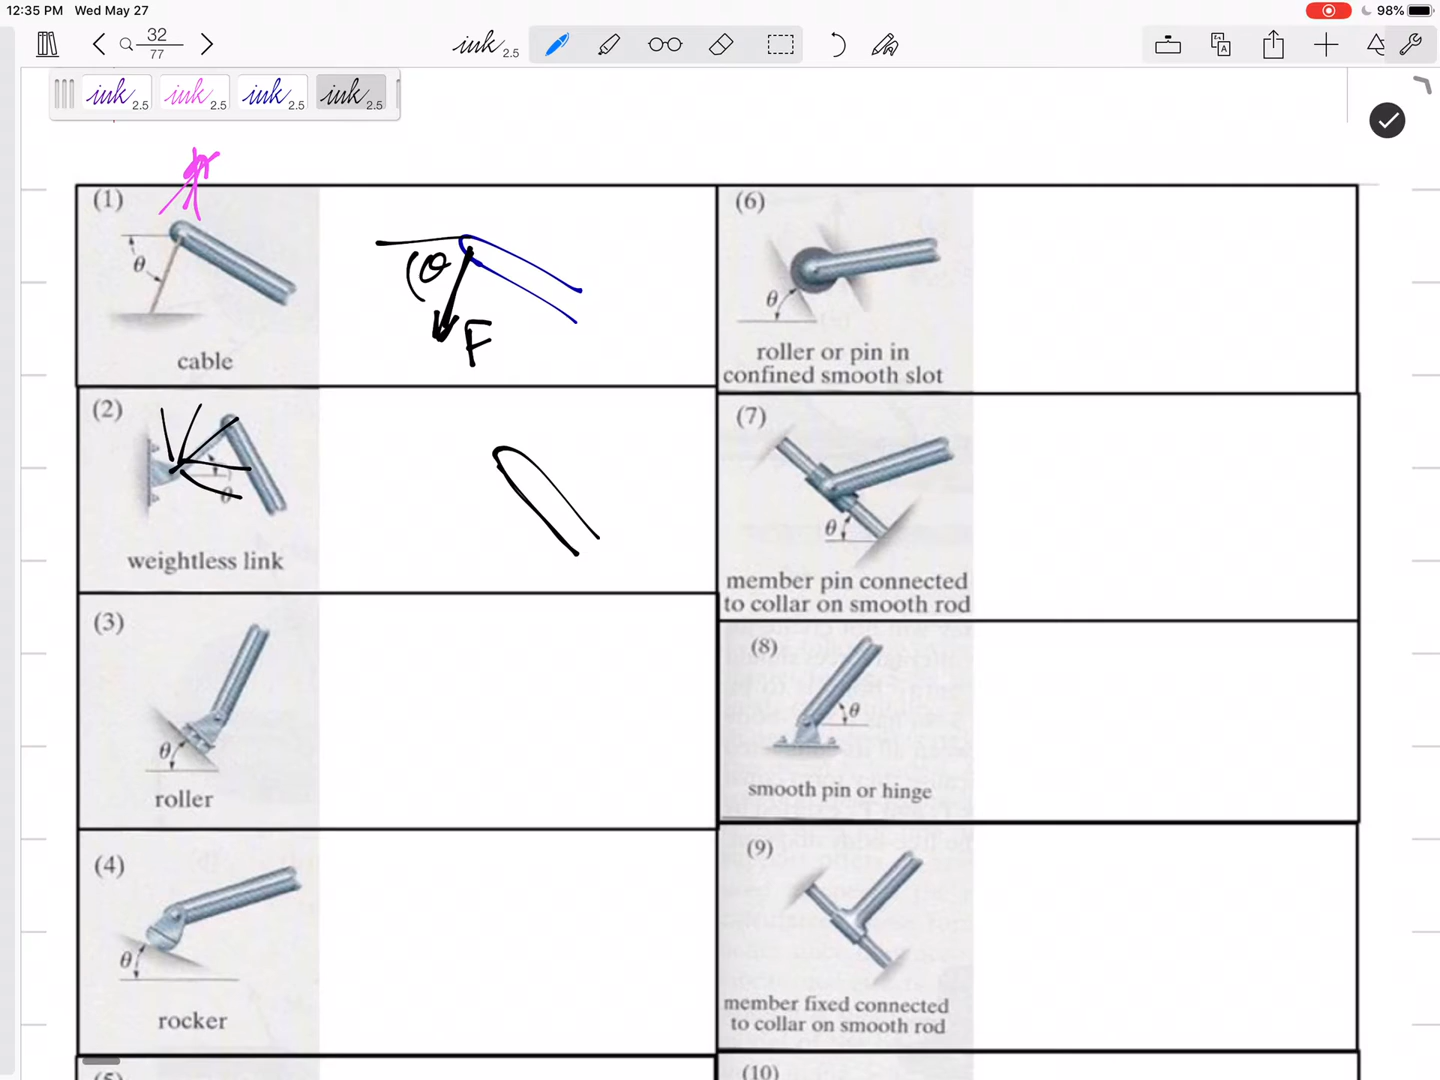 12:35 PM Wed May 27
98%
32
77
ink 2.5
ink 2.5
ink 2.5
ink 2.5
ink 2.5
(1)
θ
cable
(θ
F
(2)
θ
weightless link
(3)
θ
roller
(4)
θ
rocker
(5)
(6)
θ
roller or pin in
confined smooth slot
(7)
θ
member pin connected
to collar on smooth rod
(8)
θ
smooth pin or hinge
(9)
member fixed connected
to collar on smooth rod
(10)